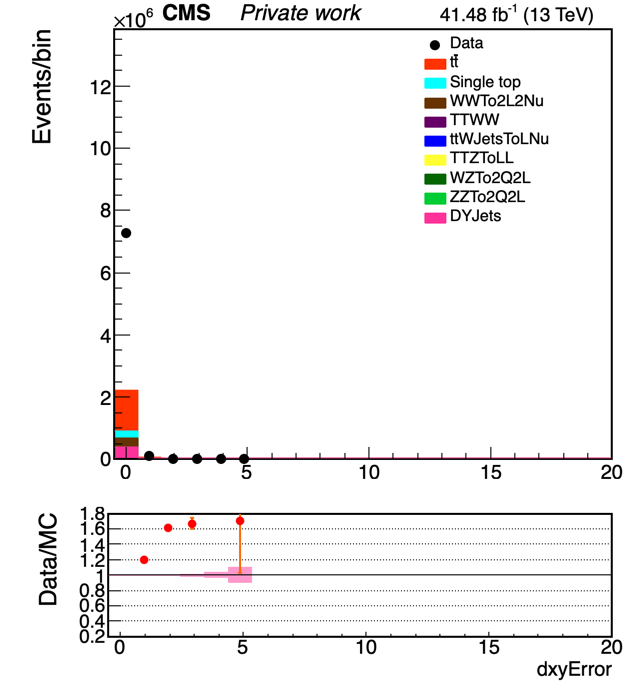 ×10⁶ CMS Private work 41.48 fb⁻¹ (13 TeV)
Events/bin
12
10
8
6
4
2
0
Data
tt̄
Single top
WWTo2L2Nu
TTWW
ttWJetsToLNu
TTZToLL
WZTo2Q2L
ZZTo2Q2L
DYJets
0 5 10 15 20
Data/MC
1.8
1.6
1.4
1.2
1
0.8
0.6
0.4
0.2
0 5 10 15 20
dxyError